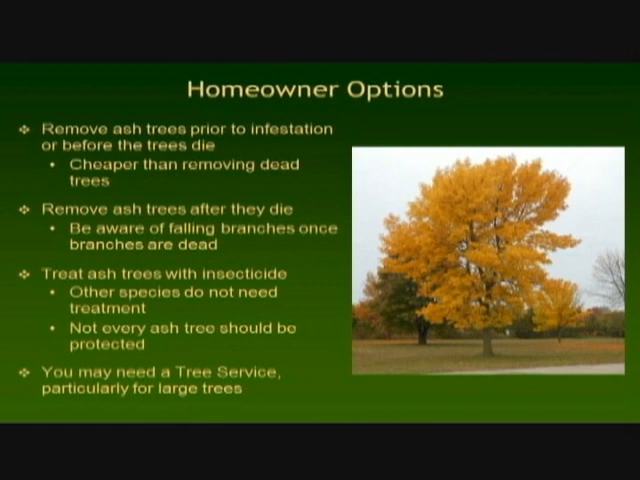 Homeowner Options
❖ Remove ash trees prior to infestation
or before the trees die
• Cheaper than removing dead
trees
❖ Remove ash trees after they die
• Be aware of falling branches once
branches are dead
❖ Treat ash trees with insecticide
• Other species do not need
treatment
• Not every ash tree should be
protected
❖ You may need a Tree Service,
particularly for large trees